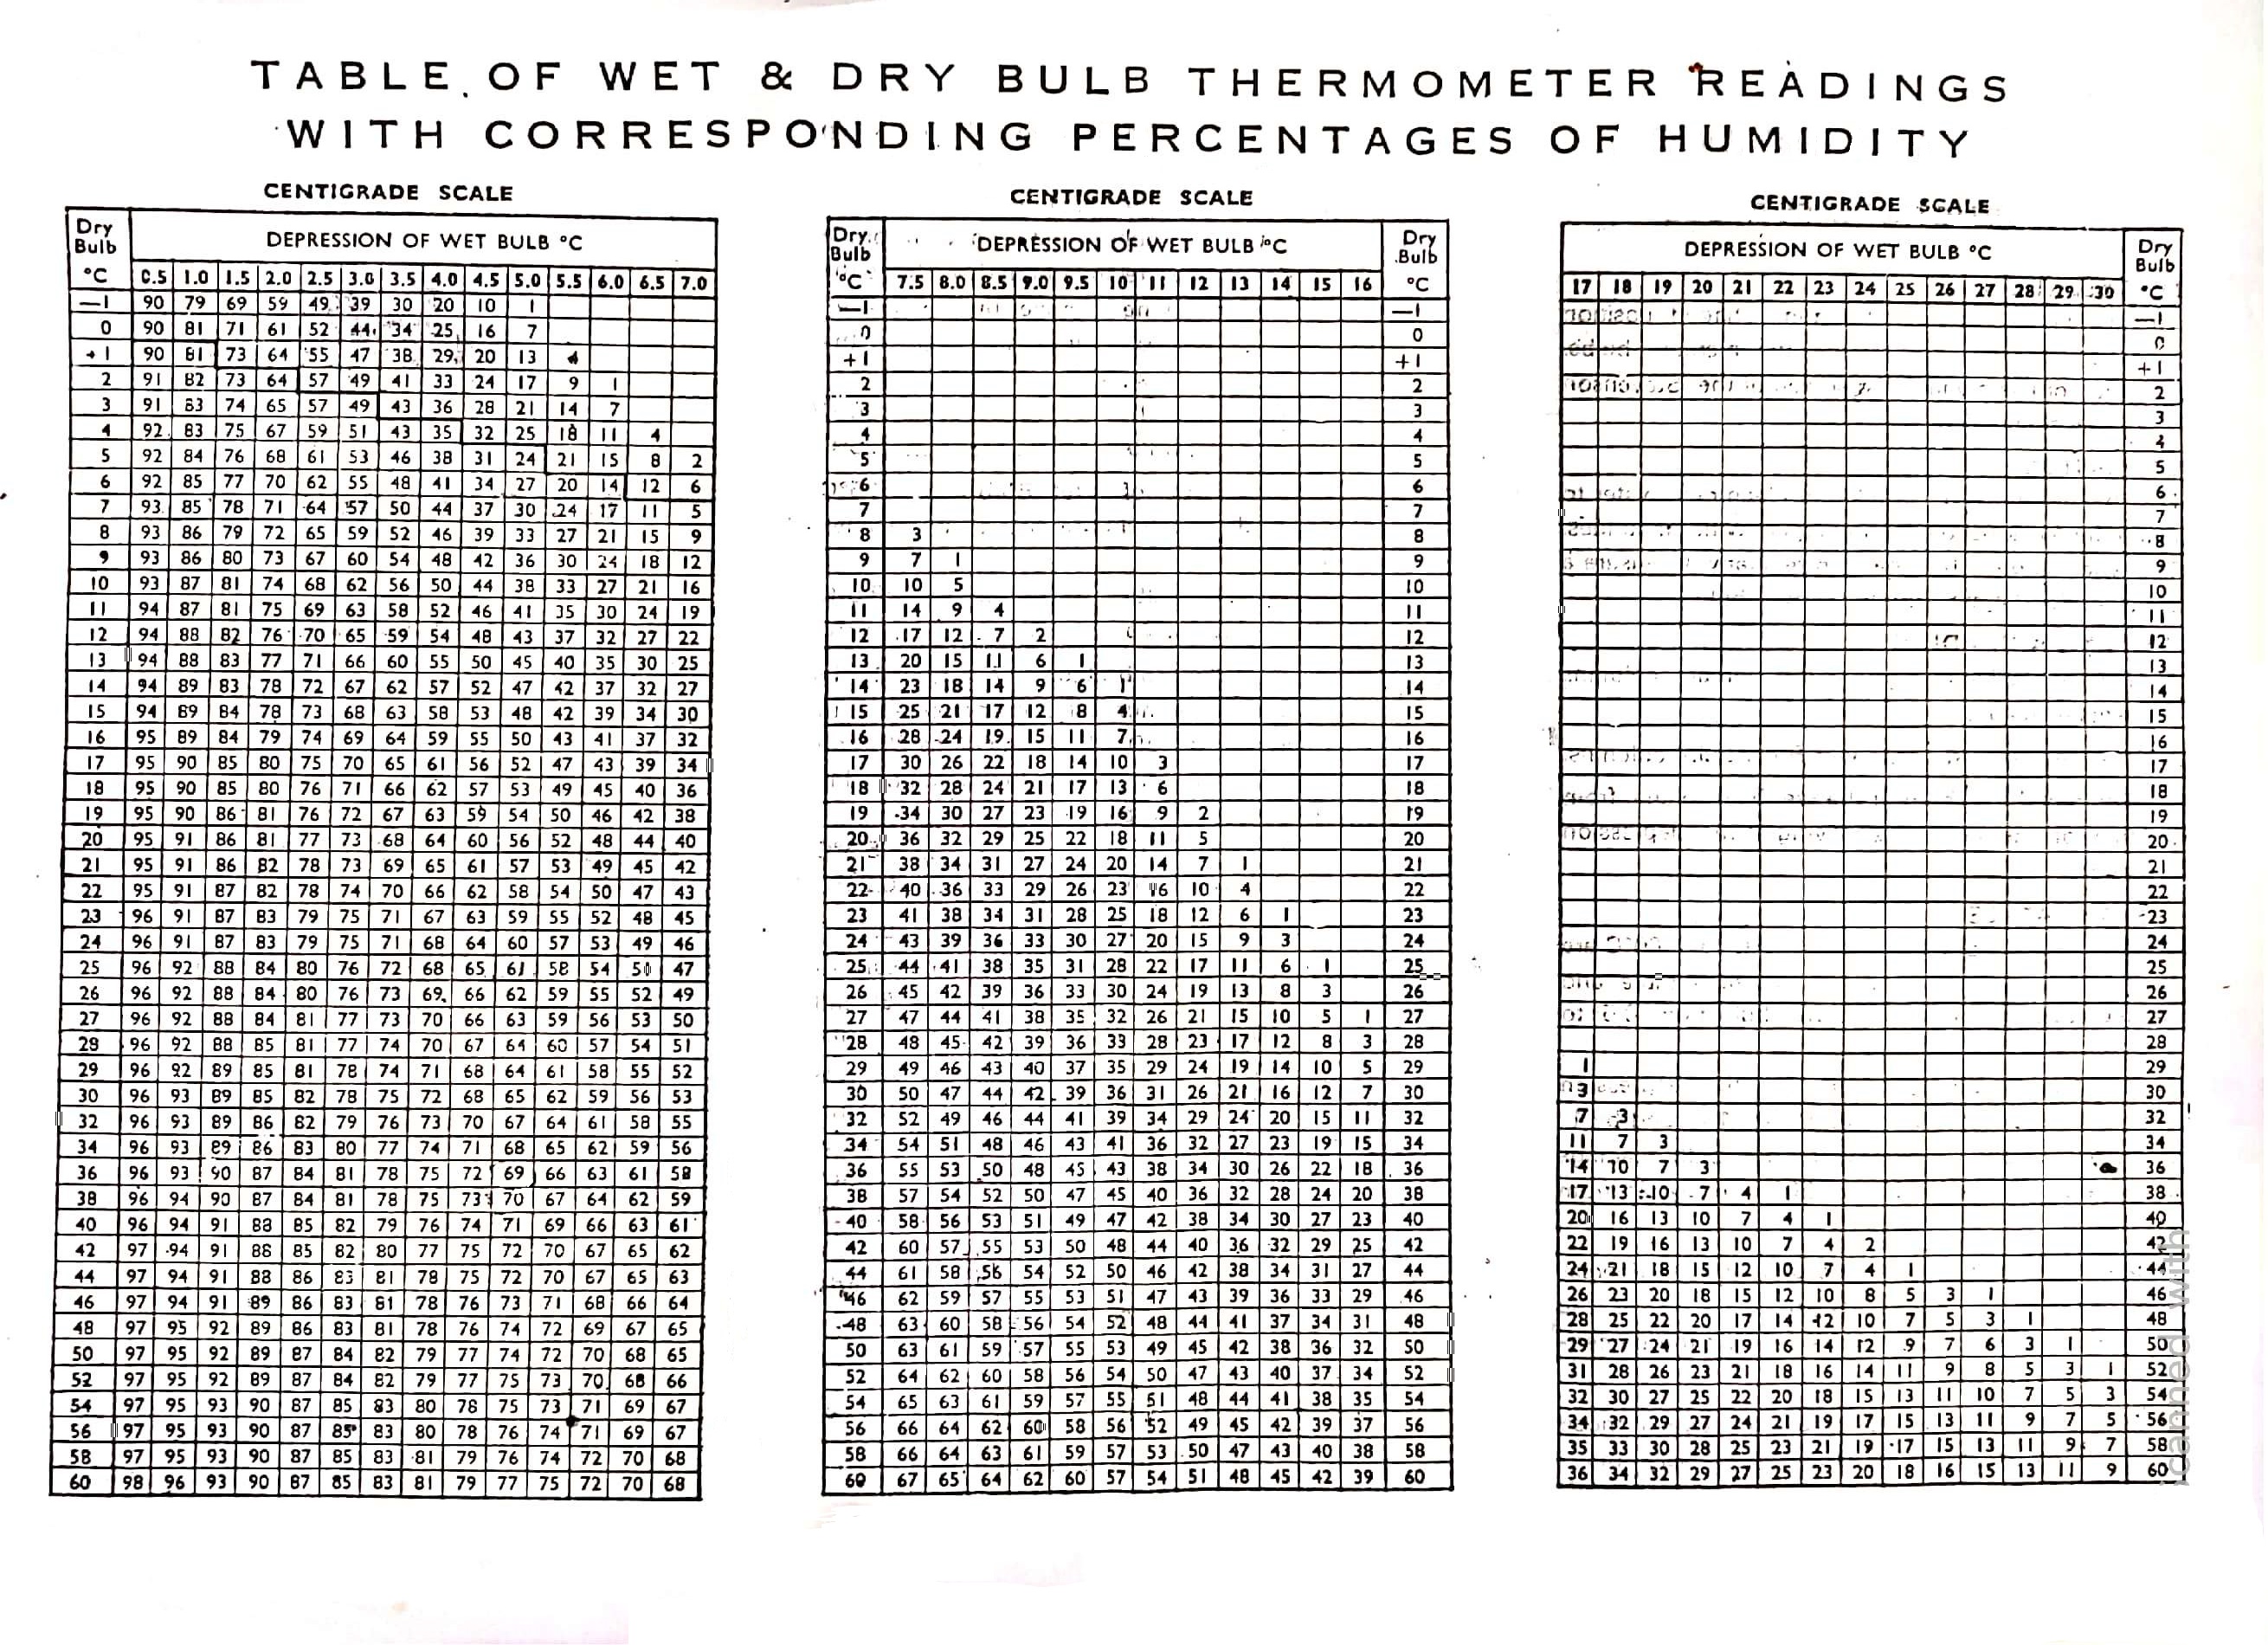 TABLE OF WET & DRY BULB THERMOMETER READINGS
WITH CORRESPONDING PERCENTAGES OF HUMIDITY
CENTIGRADE SCALE
Dry Bulb °C DEPRESSION OF WET BULB °C
0.5 1.0 1.5 2.0 2.5 3.0 3.5 4.0 4.5 5.0 5.5 6.0 6.5 7.0
—1 90 79 69 59 49 39 30 20 10 1
0 90 81 71 61 52 44 34 25 16 7
+1 90 81 73 64 55 47 38 29 20 13 4
2 91 82 73 64 57 49 41 33 24 17 9 1
3 91 83 74 65 57 49 43 36 28 21 14 7
4 92 83 75 67 59 51 43 35 32 25 18 11 4
5 92 84 76 68 61 53 46 38 31 24 21 15 8 2
6 92 85 77 70 62 55 48 41 34 27 20 14 12 6
7 93 85 78 71 64 57 50 44 37 30 24 17 11 5
8 93 86 79 72 65 59 52 46 39 33 27 21 15 9
9 93 86 80 73 67 60 54 48 42 36 30 24 18 12
10 93 87 81 74 68 62 56 50 44 38 33 27 21 16
11 94 87 81 75 69 63 58 52 46 41 35 30 24 19
12 94 88 82 76 70 65 59 54 48 43 37 32 27 22
13 94 88 83 77 71 66 60 55 50 45 40 35 30 25
14 94 89 83 78 72 67 62 57 52 47 42 37 32 27
15 94 89 84 78 73 68 63 58 53 48 42 39 34 30
16 95 89 84 79 74 69 64 59 55 50 43 41 37 32
17 95 90 85 80 75 70 65 61 56 52 47 43 39 34
18 95 90 85 80 76 71 66 62 57 53 49 45 40 36
19 95 90 86 81 76 72 67 63 59 54 50 46 42 38
20 95 91 86 81 77 73 68 64 60 56 52 48 44 40
21 95 91 86 82 78 73 69 65 61 57 53 49 45 42
22 95 91 87 82 78 74 70 66 62 58 54 50 47 43
23 96 91 87 83 79 75 71 67 63 59 55 52 48 45
24 96 91 87 83 79 75 71 68 64 60 57 53 49 46
25 96 92 88 84 80 76 72 68 65 61 58 54 50 47
26 96 92 88 84 80 76 73 69 66 62 59 55 52 49
27 96 92 88 84 81 77 73 70 66 63 59 56 53 50
28 96 92 88 85 81 77 74 70 67 64 60 57 54 51
29 96 92 89 85 81 78 74 71 68 64 61 58 55 52
30 96 93 89 85 82 78 75 72 68 65 62 59 56 53
32 96 93 89 86 82 79 76 73 70 67 64 61 58 55
34 96 93 89 86 83 80 77 74 71 68 65 62 59 56
36 96 93 90 87 84 81 78 75 72 69 66 63 61 58
38 96 94 90 87 84 81 78 75 73 70 67 64 62 59
40 96 94 91 88 85 82 79 76 74 71 69 66 63 61
42 97 94 91 88 85 82 80 77 75 72 70 67 65 62
44 97 94 91 88 86 83 81 78 75 72 70 67 65 63
46 97 94 91 89 86 83 81 78 76 73 71 68 66 64
48 97 95 92 89 86 83 81 78 76 74 72 69 67 65
50 97 95 92 89 87 84 82 79 77 74 72 70 68 65
52 97 95 92 89 87 84 82 79 77 75 73 70 68 66
54 97 95 93 90 87 85 83 80 78 75 73 71 69 67
56 97 95 93 90 87 85 83 80 78 76 74 71 69 67
58 97 95 93 90 87 85 83 81 79 76 74 72 70 68
60 98 96 93 90 87 85 83 81 79 77 75 72 70 68
CENTIGRADE SCALE
Dry Bulb °C DEPRESSION OF WET BULB °C Dry Bulb °C
7.5 8.0 8.5 9.0 9.5 10 11 12 13 14 15 16
—1 —1
0 0
+1 +1
2 2
3 3
4 4
5 5
6 6
7 7
8 3 8
9 7 1 9
10 10 5 10
11 14 9 4 11
12 17 12 7 2 12
13 20 15 11 6 1 13
14 23 18 14 9 6 1 14
15 25 21 17 12 8 4 15
16 28 24 19 15 11 7 16
17 30 26 22 18 14 10 3 17
18 32 28 24 21 17 13 6 18
19 34 30 27 23 19 16 9 2 19
20 36 32 29 25 22 18 11 5 20
21 38 34 31 27 24 20 14 7 1 21
22 40 36 33 29 26 23 16 10 4 22
23 41 38 34 31 28 25 18 12 6 1 23
24 43 39 36 33 30 27 20 15 9 3 24
25 44 41 38 35 31 28 22 17 11 6 1 25
26 45 42 39 36 33 30 24 19 13 8 3 26
27 47 44 41 38 35 32 26 21 15 10 5 1 27
28 48 45 42 39 36 33 28 23 17 12 8 3 28
29 49 46 43 40 37 35 29 24 19 14 10 5 29
30 50 47 44 42 39 36 31 26 21 16 12 7 30
32 52 49 46 44 41 39 34 29 24 20 15 11 32
34 54 51 48 46 43 41 36 32 27 23 19 15 34
36 55 53 50 48 45 43 38 34 30 26 22 18 36
38 57 54 52 50 47 45 40 36 32 28 24 20 38
40 58 56 53 51 49 47 42 38 34 30 27 23 40
42 60 57 55 53 50 48 44 40 36 32 29 25 42
44 61 58 56 54 52 50 46 42 38 34 31 27 44
46 62 59 57 55 53 51 47 43 39 36 33 29 46
48 63 60 58 56 54 52 48 44 41 37 34 31 48
50 63 61 59 57 55 53 49 45 42 38 36 32 50
52 64 62 60 58 56 54 50 47 43 40 37 34 52
54 65 63 61 59 57 55 51 48 44 41 38 35 54
56 66 64 62 60 58 56 52 49 45 42 39 37 56
58 66 64 63 61 59 57 53 50 47 43 40 38 58
60 67 65 64 62 60 57 54 51 48 45 42 39 60
CENTIGRADE SCALE
DEPRESSION OF WET BULB °C Dry Bulb °C
17 18 19 20 21 22 23 24 25 26 27 28 29 30
—1
0
+1
2
3
4
5
6
7
8
9
10
11
12
13
14
15
16
17
18
19
20
21
22
23
24
25
26
27
28
1 29
3 30
7 3 32
11 7 3 34
14 10 7 3 36
17 13 10 7 4 1 38
20 16 13 10 7 4 1 40
22 19 16 13 10 7 4 2 42
24 21 18 15 12 10 7 4 1 44
26 23 20 18 15 12 10 8 5 3 1 46
28 25 22 20 17 14 12 10 7 5 3 1 48
29 27 24 21 19 16 14 12 9 7 6 3 1 50
31 28 26 23 21 18 16 14 11 9 8 5 3 1 52
32 30 27 25 22 20 18 15 13 11 10 7 5 3 54
34 32 29 27 24 21 19 17 15 13 11 9 7 5 56
35 33 30 28 25 23 21 19 17 15 13 11 9 7 58
36 34 32 29 27 25 23 20 18 16 15 13 11 9 60
canned with